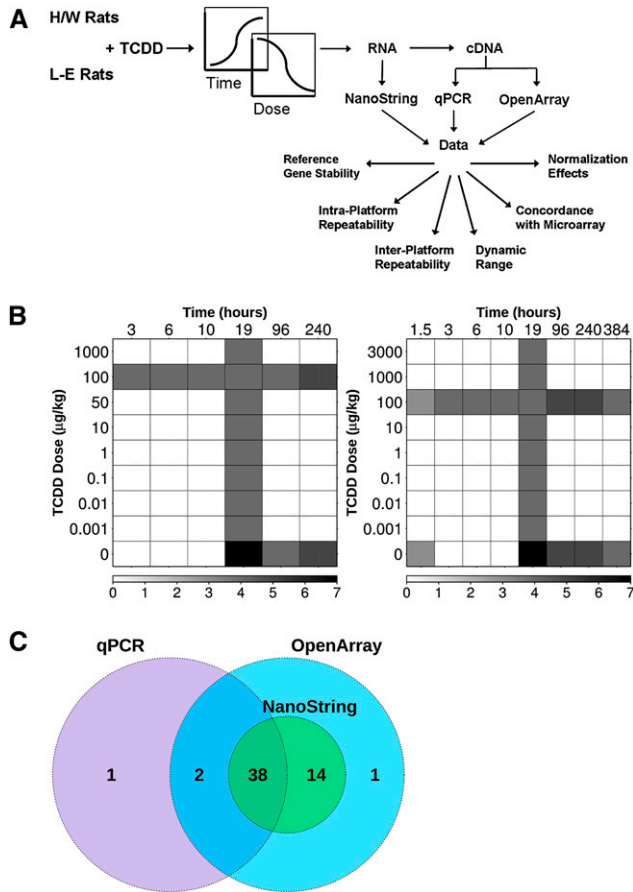 A
H/W Rats
+ TCDD
L-E Rats
Time
Dose
RNA
cDNA
NanoString
qPCR
OpenArray
Data
Reference
Gene Stability
Normalization
Effects
Intra-Platform
Repeatability
Concordance
with Microarray
Inter-Platform
Repeatability
Dynamic
Range
B
Time (hours)
3 6 10 19 96 240
TCDD Dose (μg/kg)
1000
100
50
10
1
0.1
0.01
0.001
0
0 1 2 3 4 5 6 7
Time (hours)
1.5 3 6 10 19 96 240 384
TCDD Dose (μg/kg)
3000
1000
100
10
1
0.1
0.01
0.001
0
0 1 2 3 4 5 6 7
C
qPCR
OpenArray
NanoString
1 2 38 14 1